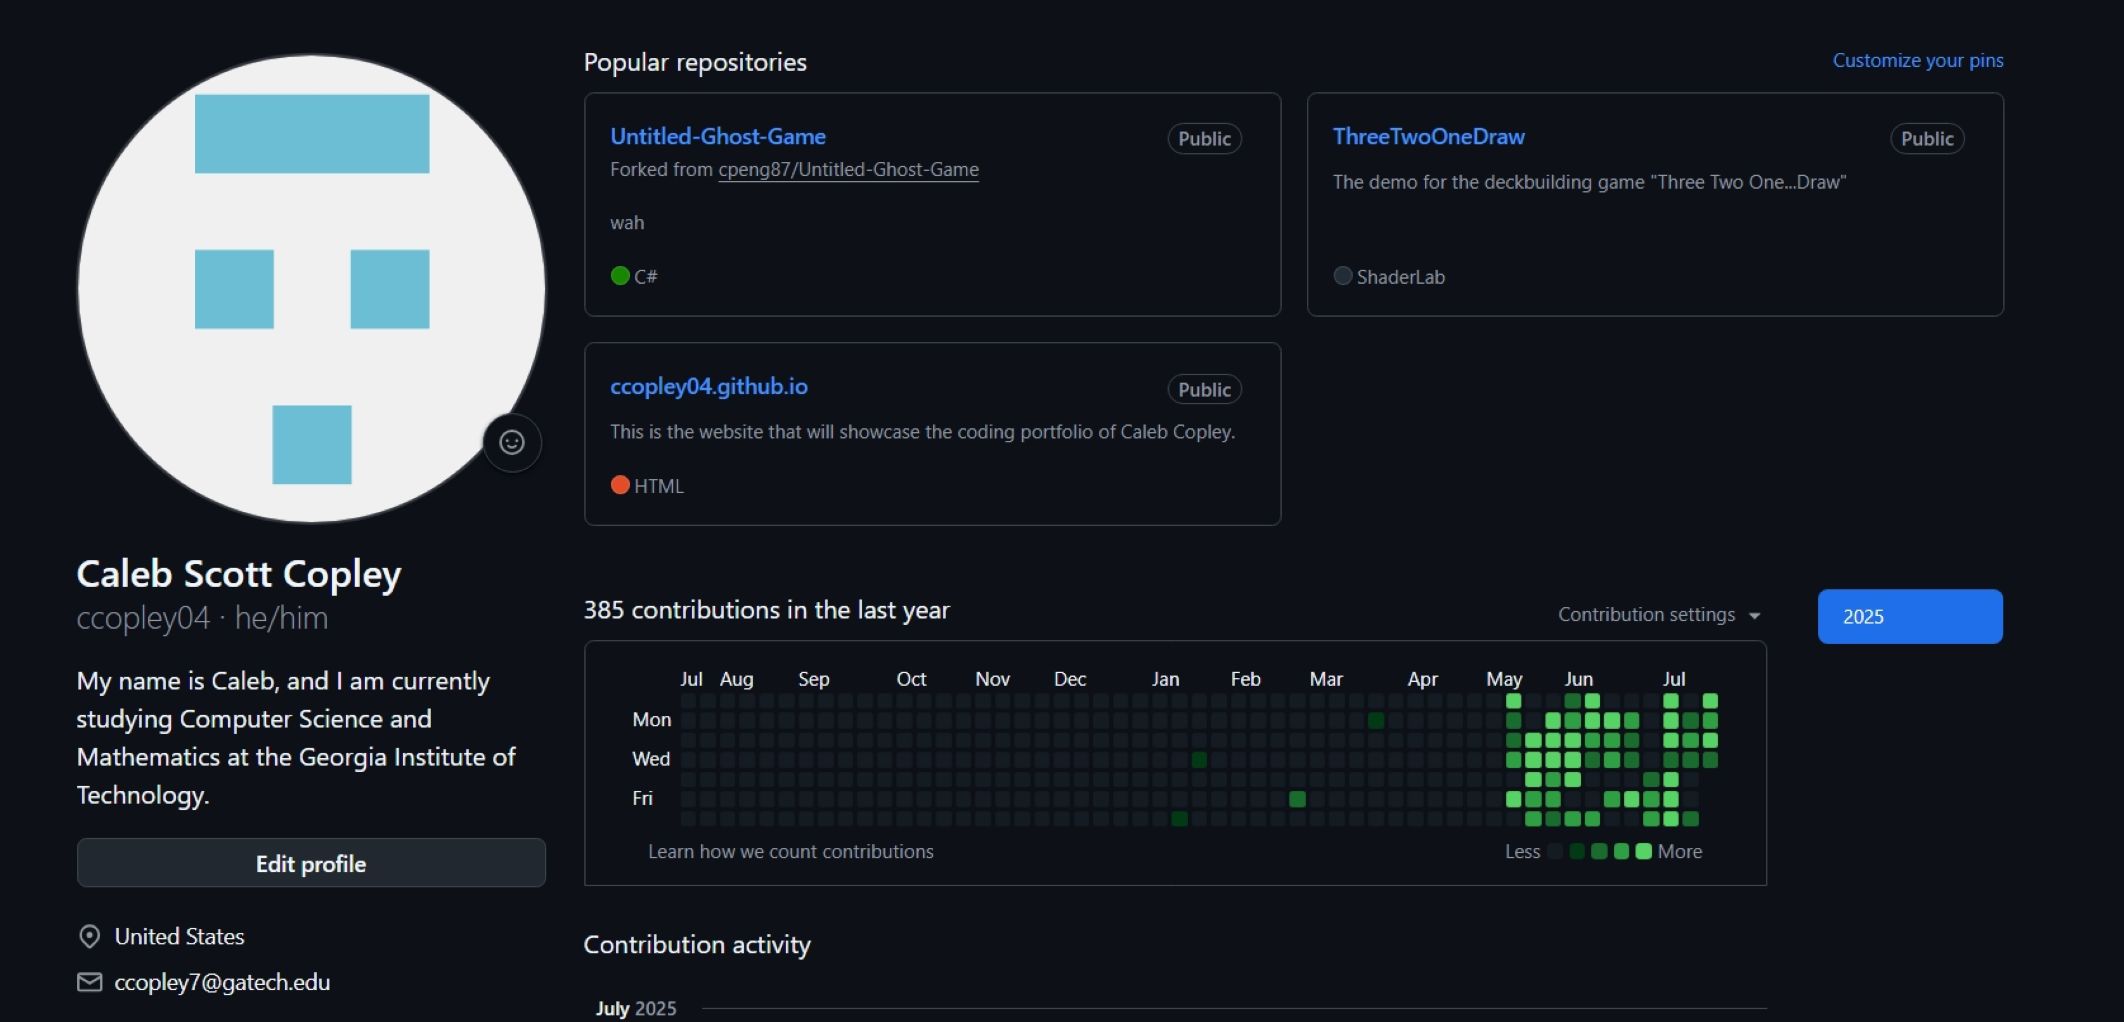 Popular repositories
Customize your pins
Untitled-Ghost-Game
Public
Forked from cpeng87/Untitled-Ghost-Game
wah
C#
ThreeTwoOneDraw
Public
The demo for the deckbuilding game "Three Two One...Draw"
ShaderLab
ccopley04.github.io
Public
This is the website that will showcase the coding portfolio of Caleb Copley.
HTML
Caleb Scott Copley
ccopley04 · he/him
My name is Caleb, and I am currently
studying Computer Science and
Mathematics at the Georgia Institute of
Technology.
Edit profile
United States
ccopley7@gatech.edu
385 contributions in the last year
Contribution settings
2025
Jul Aug Sep Oct Nov Dec Jan Feb Mar Apr May Jun Jul
Mon
Wed
Fri
Learn how we count contributions
Less More
Contribution activity
July 2025